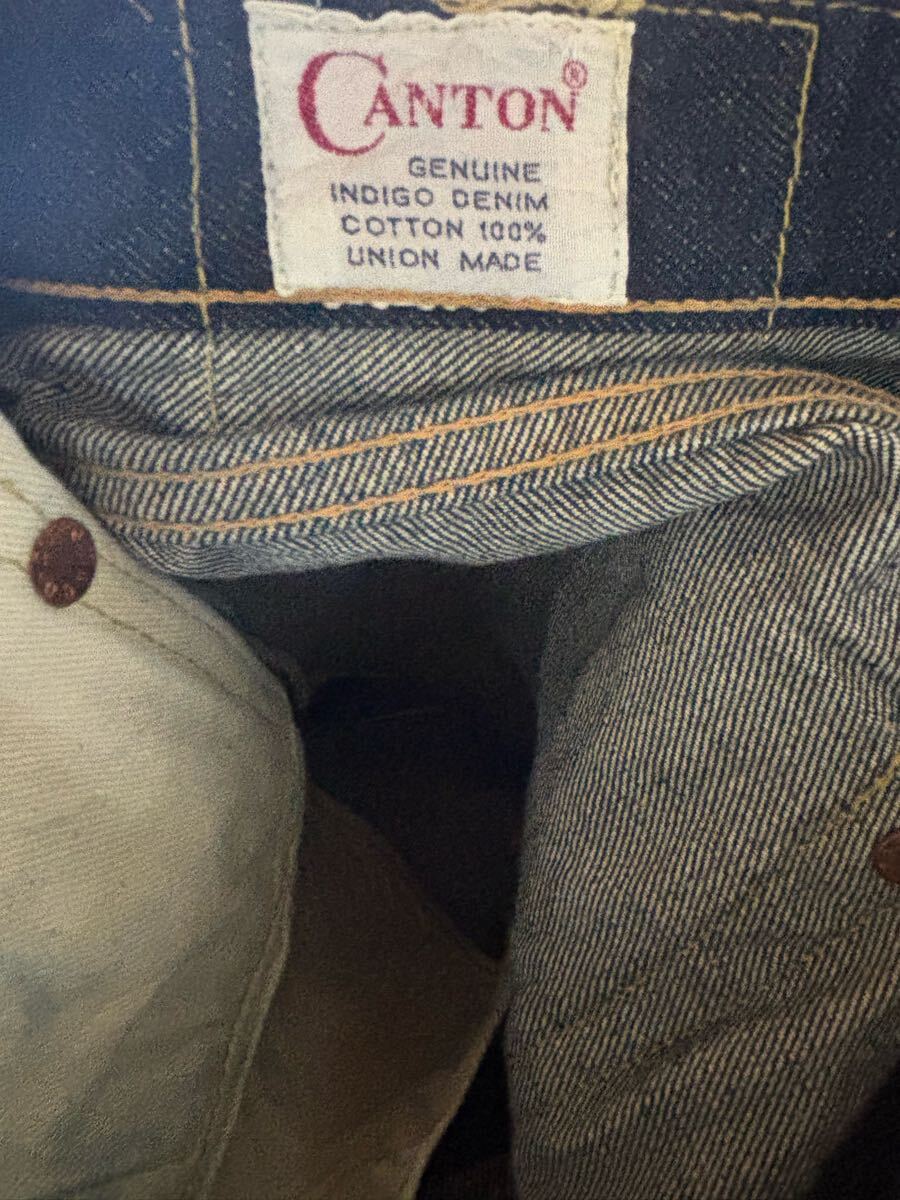 CANTON®
GENUINE
INDIGO DENIM
COTTON 100%
UNION MADE